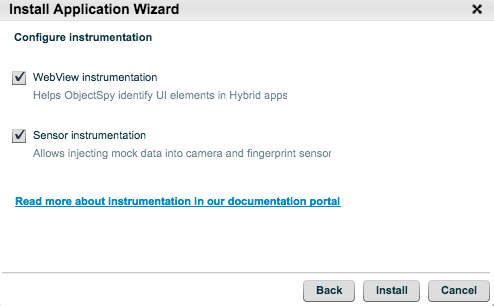 Install Application Wizard
Configure instrumentation
WebView instrumentation
Helps ObjectSpy identify UI elements in Hybrid apps
Sensor instrumentation
Allows injecting mock data into camera and fingerprint sensor
Read more about instrumentation in our documentation portal
Back Install Cancel